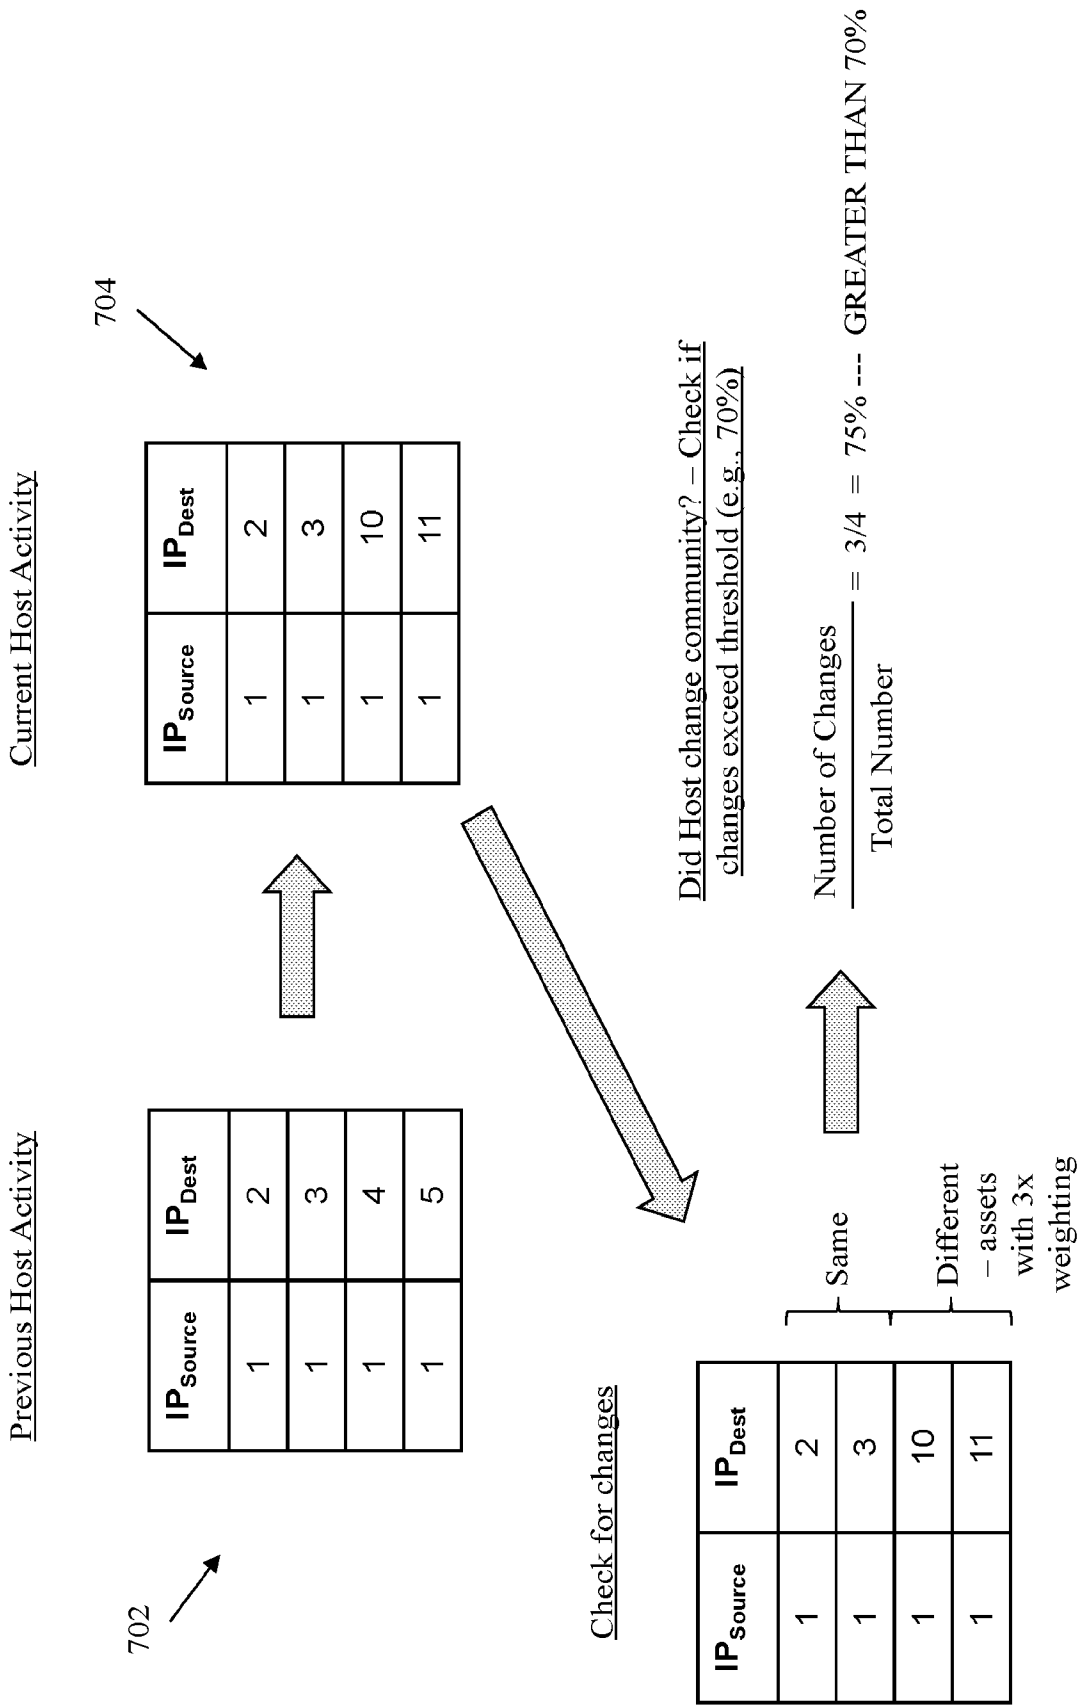 Previous Host Activity
702
IPSource IPDest
1 2
1 3
1 4
1 5
Current Host Activity
704
IPSource IPDest
1 2
1 3
1 10
1 11
Check for changes
IPSource IPDest
1 2
1 3
1 10
1 11
Same
Different
– assets
with 3x
weighting
Did Host change community? – Check if
changes exceed threshold (e.g., 70%)
Number of Changes
Total Number
= 3/4 = 75% --- GREATER THAN 70%